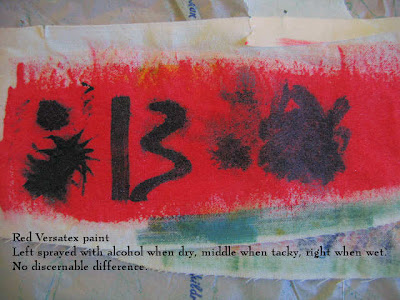 Red Versatex paint
Left sprayed with alcohol when dry, middle when tacky, right when wet.
No discernable difference...